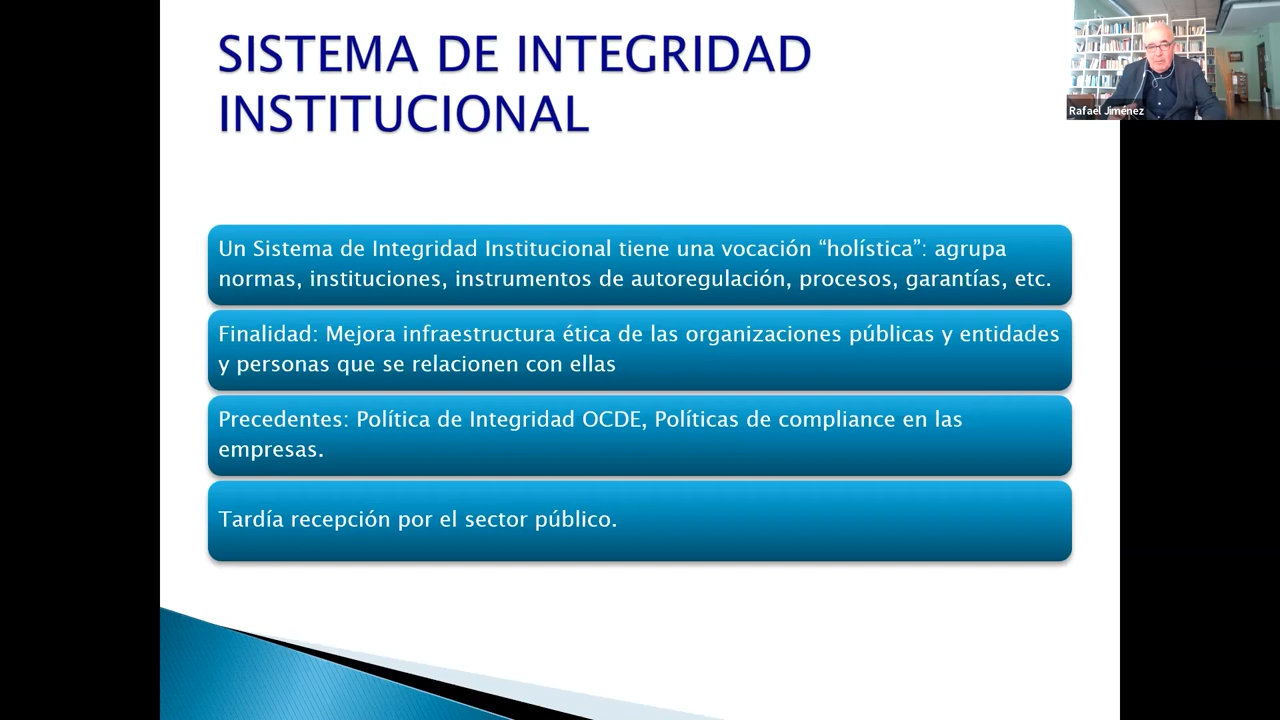 SISTEMA DE INTEGRIDAD
INSTITUCIONAL
Rafael Jiménez
Un Sistema de Integridad Institucional tiene una vocación “holística”: agrupa
normas, instituciones, instrumentos de autoregulación, procesos, garantías, etc.
Finalidad: Mejora infraestructura ética de las organizaciones públicas y entidades
y personas que se relacionen con ellas
Precedentes: Política de Integridad OCDE, Políticas de compliance en las
empresas.
Tardía recepción por el sector público.